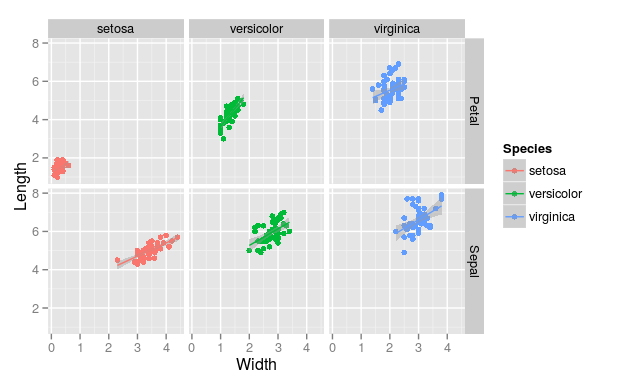 setosa versicolor virginica
8
6
4
2
Petal
8
6
4
2
Sepal
0 1 2 3 4 0 1 2 3 4 0 1 2 3 4
Width
Length
Species
setosa
versicolor
virginica